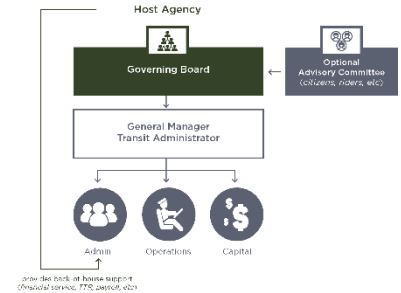 Host Agency
Governing Board
Optional
Advisory Committee
(citizens, riders, etc)
General Manager
Transit Administrator
Admin
Operations
Capital
provides back-of-house support
(financial service, TTR, payroll, etc)